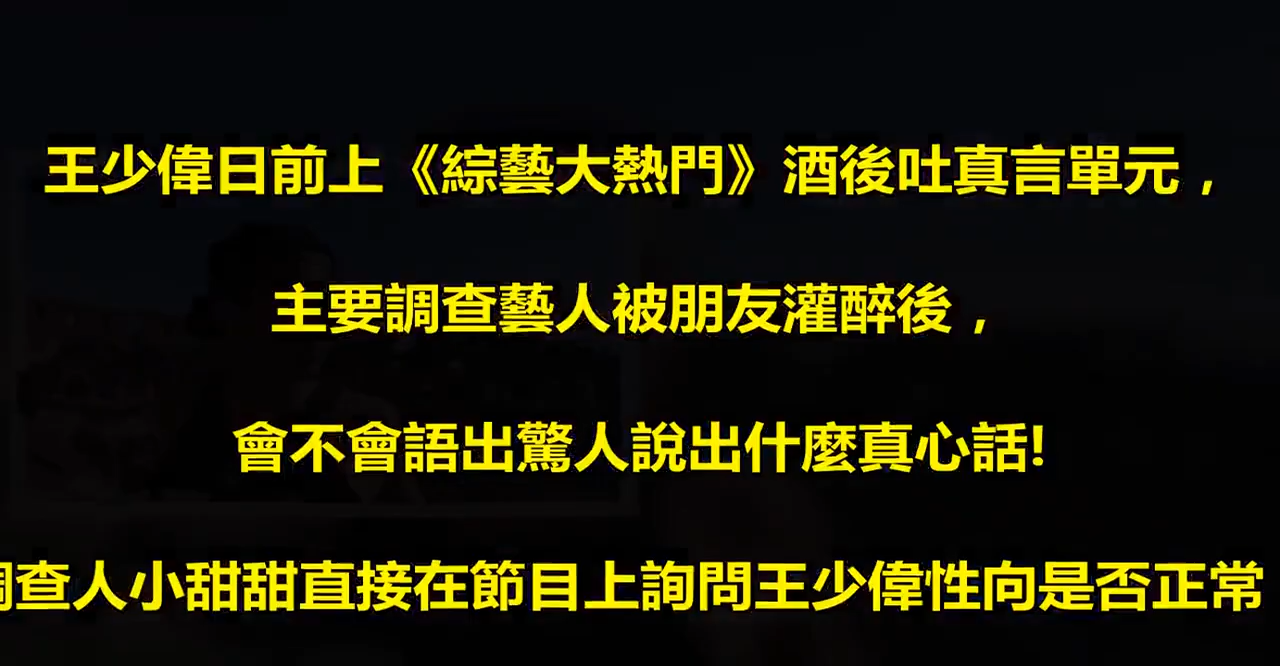 王少偉日前上《綜藝大熱門》酒後吐真言單元，
主要調查藝人被朋友灌醉後，
會不會語出驚人說出什麼真心話!
查人小甜甜直接在節目上詢問王少偉性向是否正常